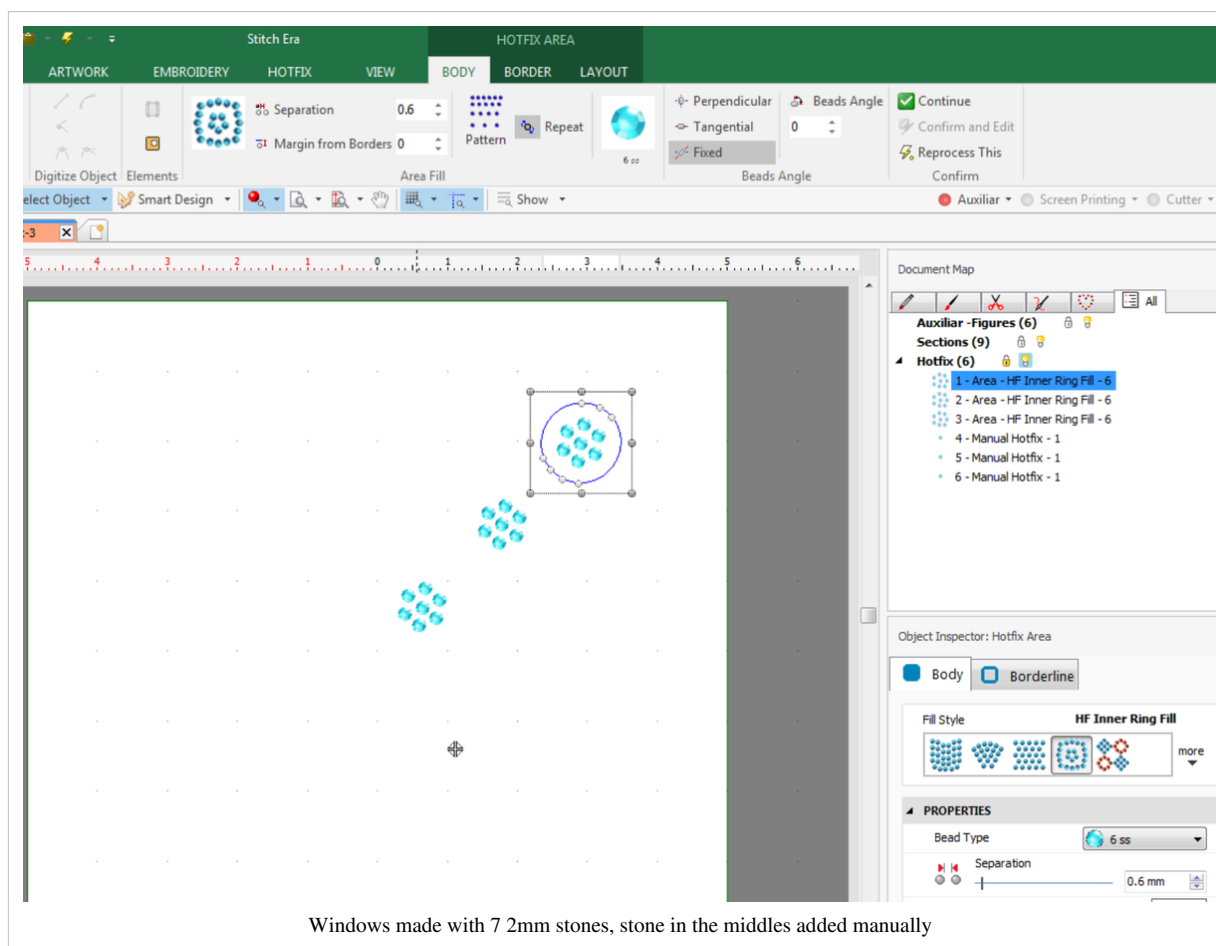 Stitch Era
HOTFIX AREA
ARTWORK EMBROIDERY HOTFIX VIEW BODY BORDER LAYOUT
Separation 0.6
Margin from Borders 0
Pattern
Repeat
6 ss
Perpendicular
Tangential
Fixed
Beads Angle
0
Continue
Confirm and Edit
Reprocess This
Digitize Object Elements Area Fill Beads Angle Confirm
elect Object Smart Design Show Auxiliar Screen Printing Cutter
-3
5 4 3 2 1 0 1 2 3 4 5 6
Document Map
All
Auxiliar -Figures (6)
Sections (9)
Hotfix (6)
1 - Area - HF Inner Ring Fill - 6
2 - Area - HF Inner Ring Fill - 6
3 - Area - HF Inner Ring Fill - 6
4 - Manual Hotfix - 1
5 - Manual Hotfix - 1
6 - Manual Hotfix - 1
Object Inspector: Hotfix Area
Body Borderline
Fill Style HF Inner Ring Fill
more
PROPERTIES
Bead Type 6 ss
Separation
0.6 mm
Windows made with 7 2mm stones, stone in the middles added manually